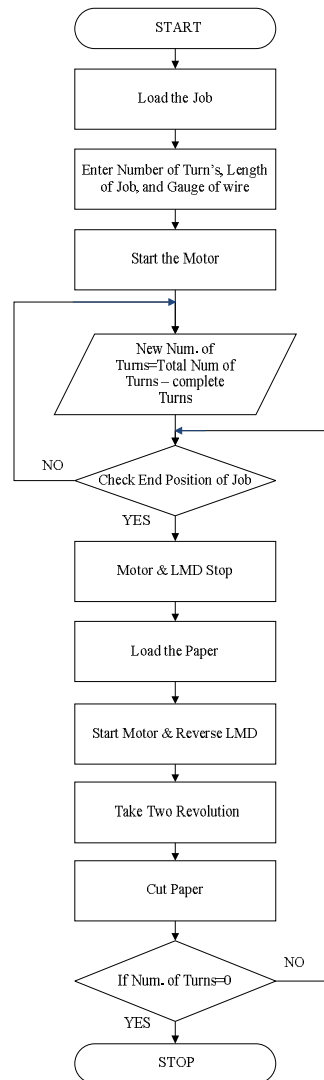 START
Load the Job
Enter Number of Turn's, Length
of Job, and Gauge of wire
Start the Motor
New Num. of
Turns=Total Num of
Turns – complete
Turns
NO
Check End Position of Job
YES
Motor & LMD Stop
Load the Paper
Start Motor & Reverse LMD
Take Two Revolution
Cut Paper
If Num. of Turns=0
NO
YES
STOP